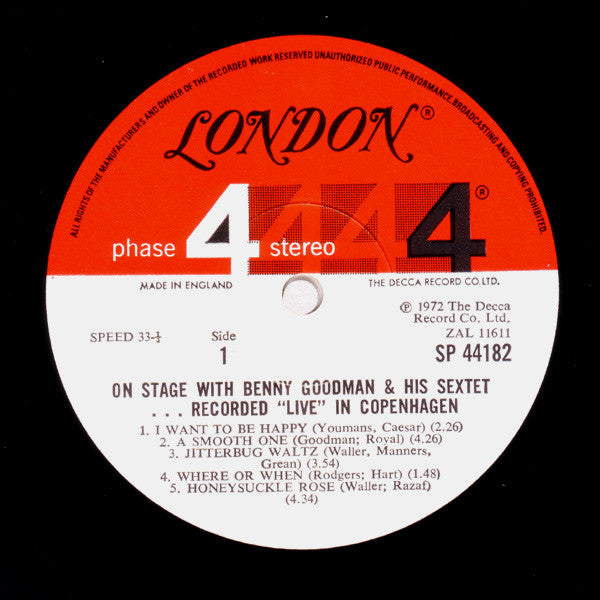 ALL RIGHTS OF THE MANUFACTURERS AND OWNER OF THE RECORDED WORK RESERVED UNAUTHORIZED PUBLIC PERFORMANCE, BROADCASTING AND COPYING PROHIBITED.
LONDON®
phase 4 stereo 4 4 4®
MADE IN ENGLAND
THE DECCA RECORD CO. LTD.
℗ 1972 The Decca
Record Co. Ltd.
SPEED 33-⅓
Side
ZAL 11611
1
SP 44182
ON STAGE WITH BENNY GOODMAN & HIS SEXTET
. . . RECORDED "LIVE" IN COPENHAGEN
1. I WANT TO BE HAPPY (Youmans, Caesar) (2.26)
2. A SMOOTH ONE (Goodman; Royal) (4.26)
3. JITTERBUG WALTZ (Waller, Manners,
Grean) (3.54)
4. WHERE OR WHEN (Rodgers; Hart) (1.48)
5. HONEYSUCKLE ROSE (Waller; Razaf)
(4.34)